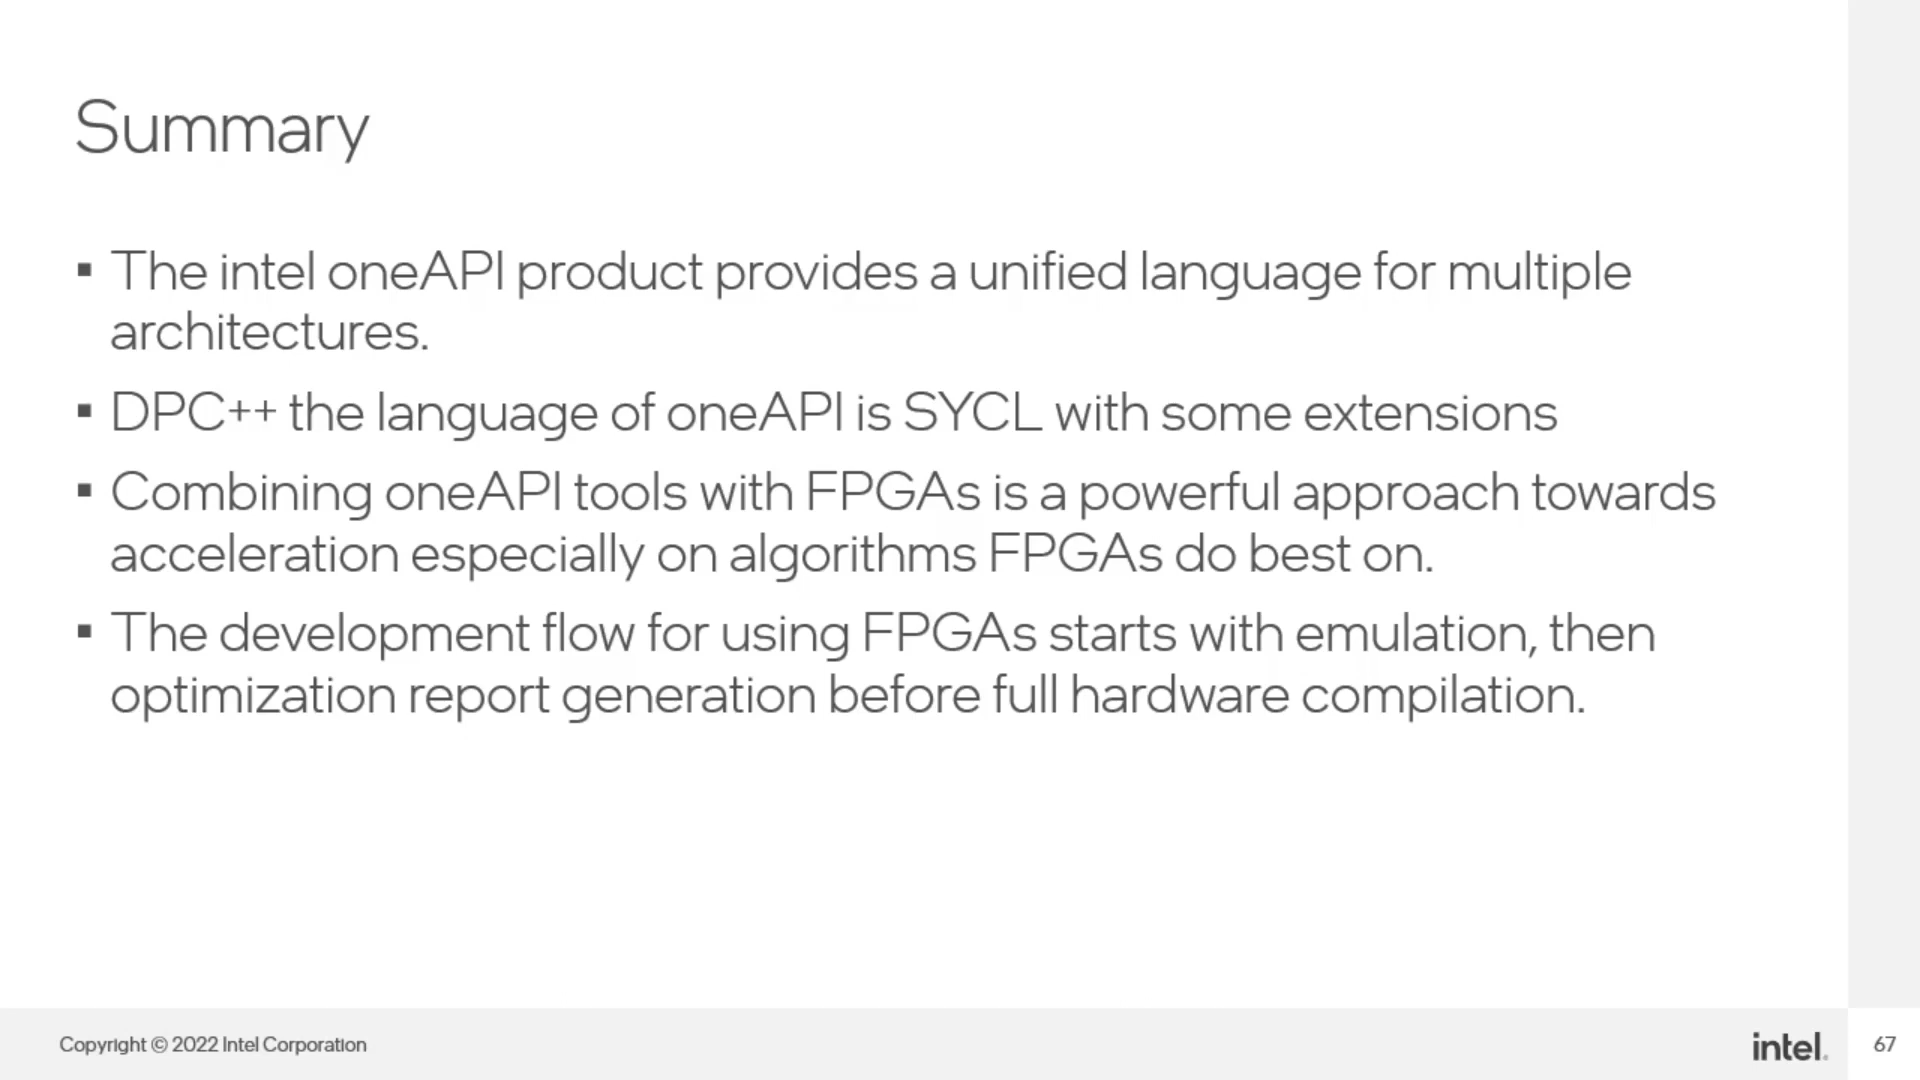 Summary
▪ The intel oneAPI product provides a unified language for multiple
architectures.
▪ DPC++ the language of oneAPI is SYCL with some extensions
▪ Combining oneAPI tools with FPGAs is a powerful approach towards
acceleration especially on algorithms FPGAs do best on.
▪ The development flow for using FPGAs starts with emulation, then
optimization report generation before full hardware compilation.
Copyright © 2022 Intel Corporation
intel.
67